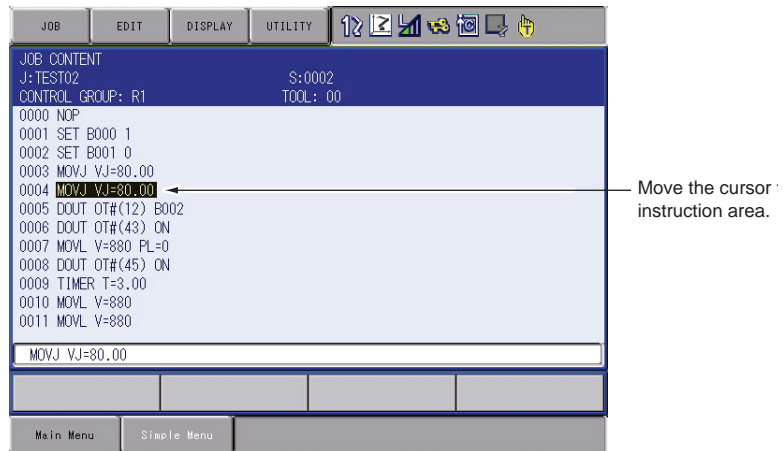 JOB EDIT DISPLAY UTILITY
JOB CONTENT
J:TEST02 S:0002
CONTROL GROUP: R1 TOOL: 00
0000 NOP
0001 SET B000 1
0002 SET B001 0
0003 MOVJ VJ=80.00
0004 MOVJ VJ=80.00
0005 DOUT OT#(12) B002
0006 DOUT OT#(43) ON
0007 MOVL V=880 PL=0
0008 DOUT OT#(45) ON
0009 TIMER T=3.00
0010 MOVL V=880
0011 MOVL V=880
MOVJ VJ=80.00
Main Menu Simple Menu
Move the cursor
instruction area.